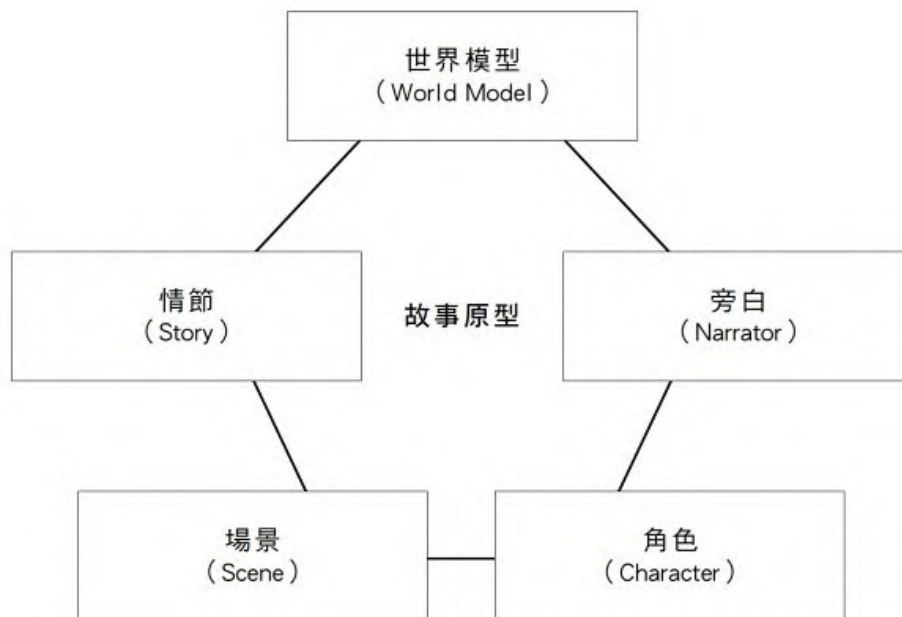 世界模型
（World Model）
情節
（Story）
故事原型
旁白
（Narrator）
場景
（Scene）
角色
（Character）